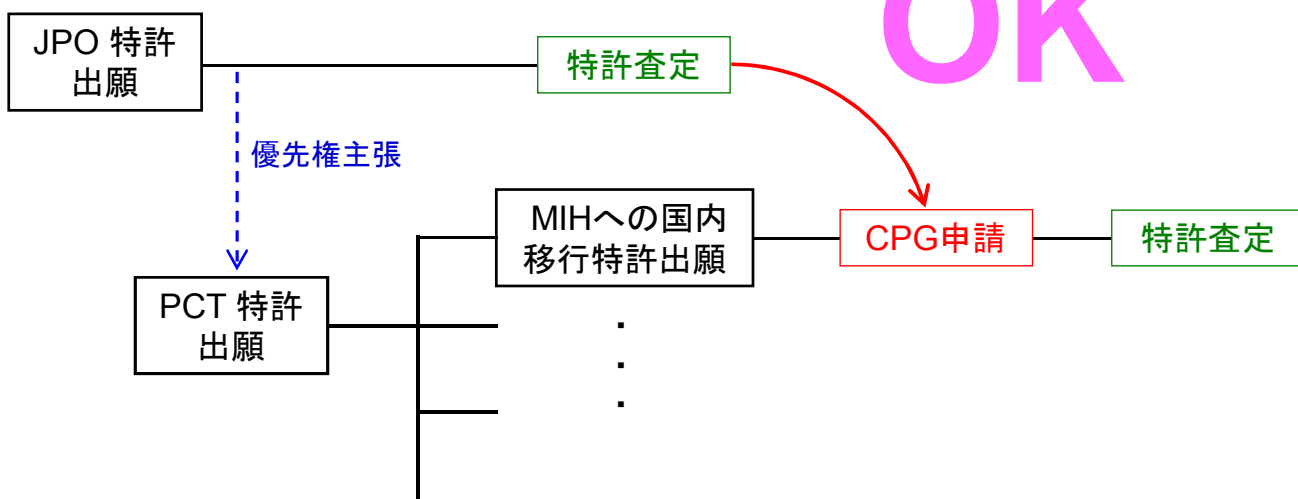 OK
JPO 特許
出願
特許査定
優先権主張
MIHへの国内
移行特許出願
CPG申請
特許査定
PCT 特許
出願